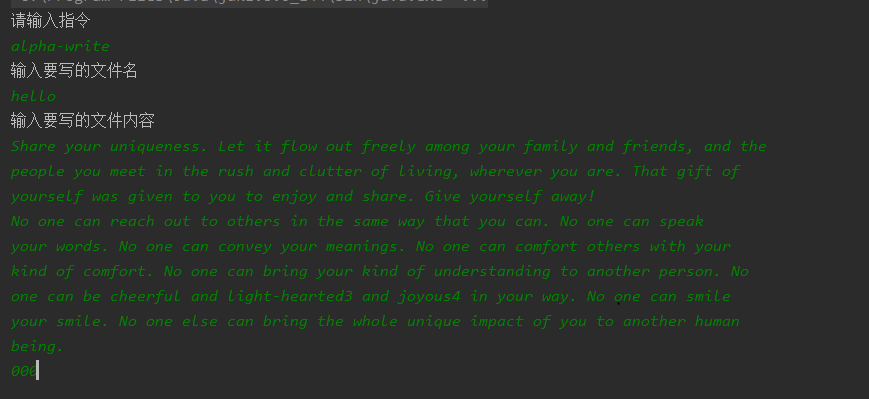 请输入指令
alpha-write
输入要写的文件名
hello
输入要写的文件内容
Share your uniqueness. Let it flow out freely among your family and friends, and the
people you meet in the rush and clutter of living, wherever you are. That gift of
yourself was given to you to enjoy and share. Give yourself away!
No one can reach out to others in the same way that you can. No one can speak
your words. No one can convey your meanings. No one can comfort others with your
kind of comfort. No one can bring your kind of understanding to another person. No
one can be cheerful and light-hearted3 and joyous4 in your way. No one can smile
your smile. No one else can bring the whole unique impact of you to another human
being.
000